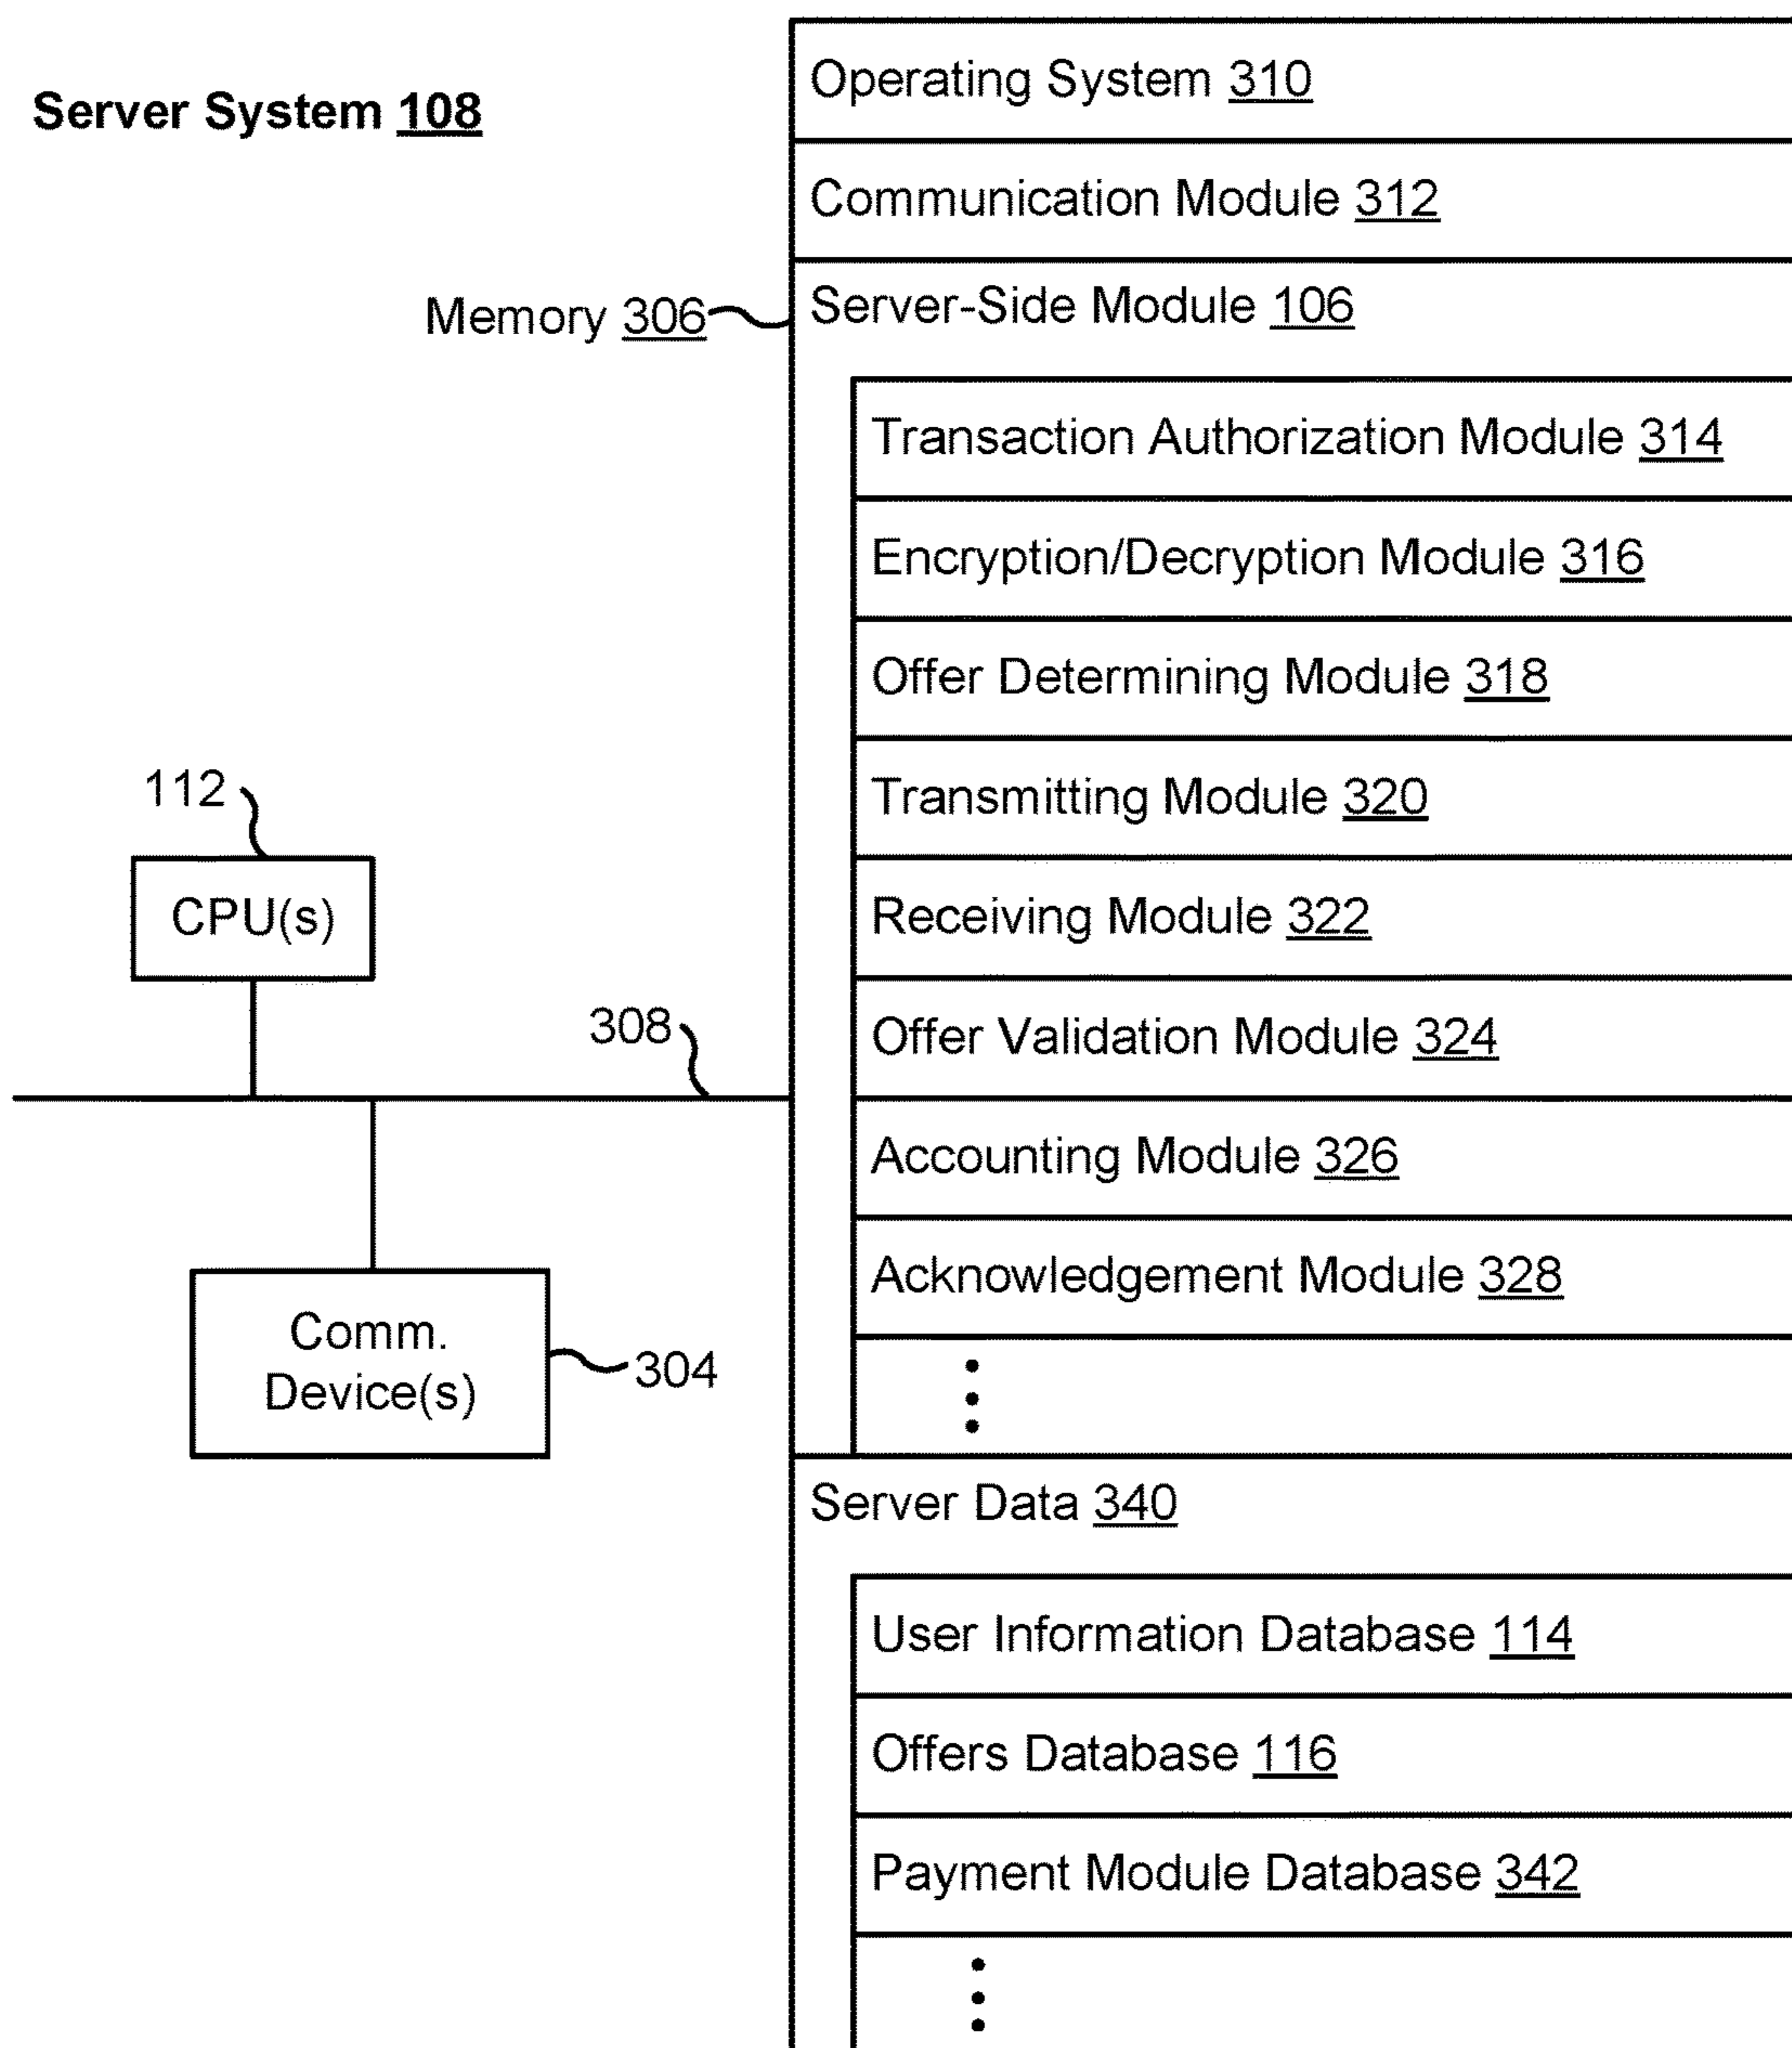 Server System 108
Operating System 310
Communication Module 312
Memory 306
Server-Side Module 106
Transaction Authorization Module 314
Encryption/Decryption Module 316
Offer Determining Module 318
Transmitting Module 320
Receiving Module 322
Offer Validation Module 324
Accounting Module 326
Acknowledgement Module 328
112
CPU(s)
308
Comm.
Device(s)
304
Server Data 340
User Information Database 114
Offers Database 116
Payment Module Database 342